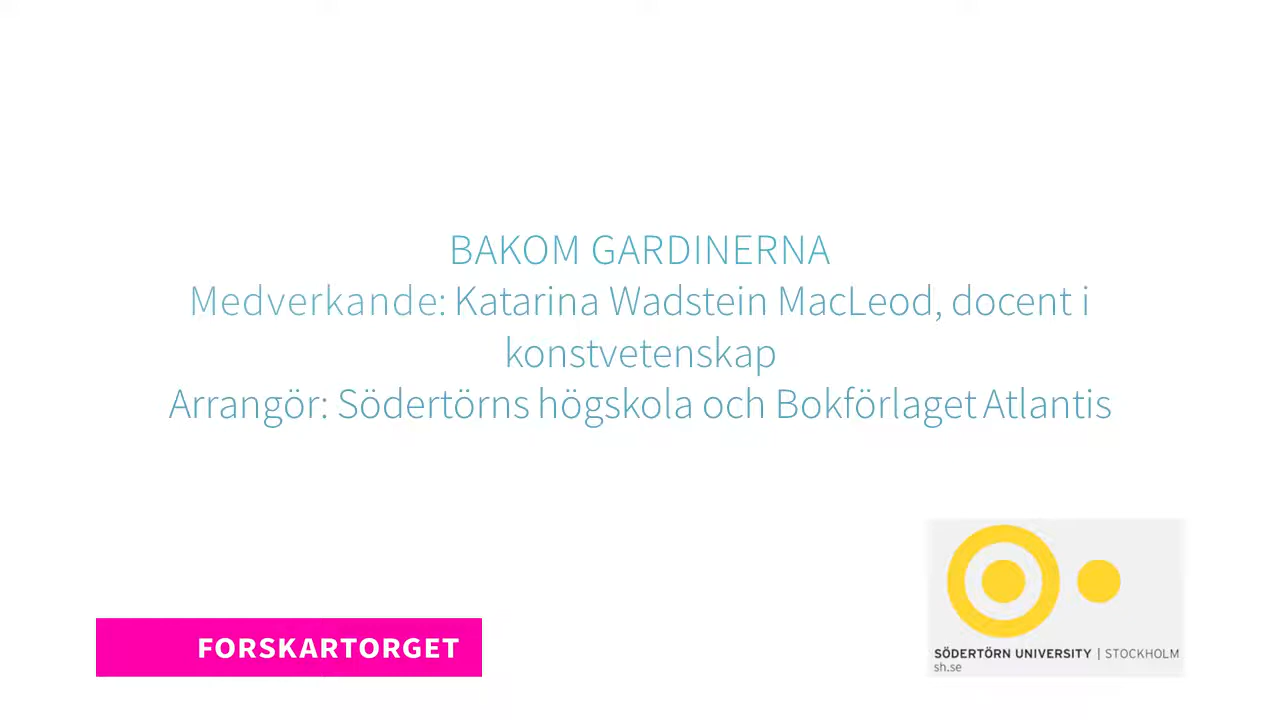 BAKOM GARDINERNA
Medverkande: Katarina Wadstein MacLeod, docent i
konstvetenskap
Arrangör: Södertörns högskola och Bokförlaget Atlantis
FORSKARTORGET
SÖDERTÖRN UNIVERSITY | STOCKHOLM
sh.se